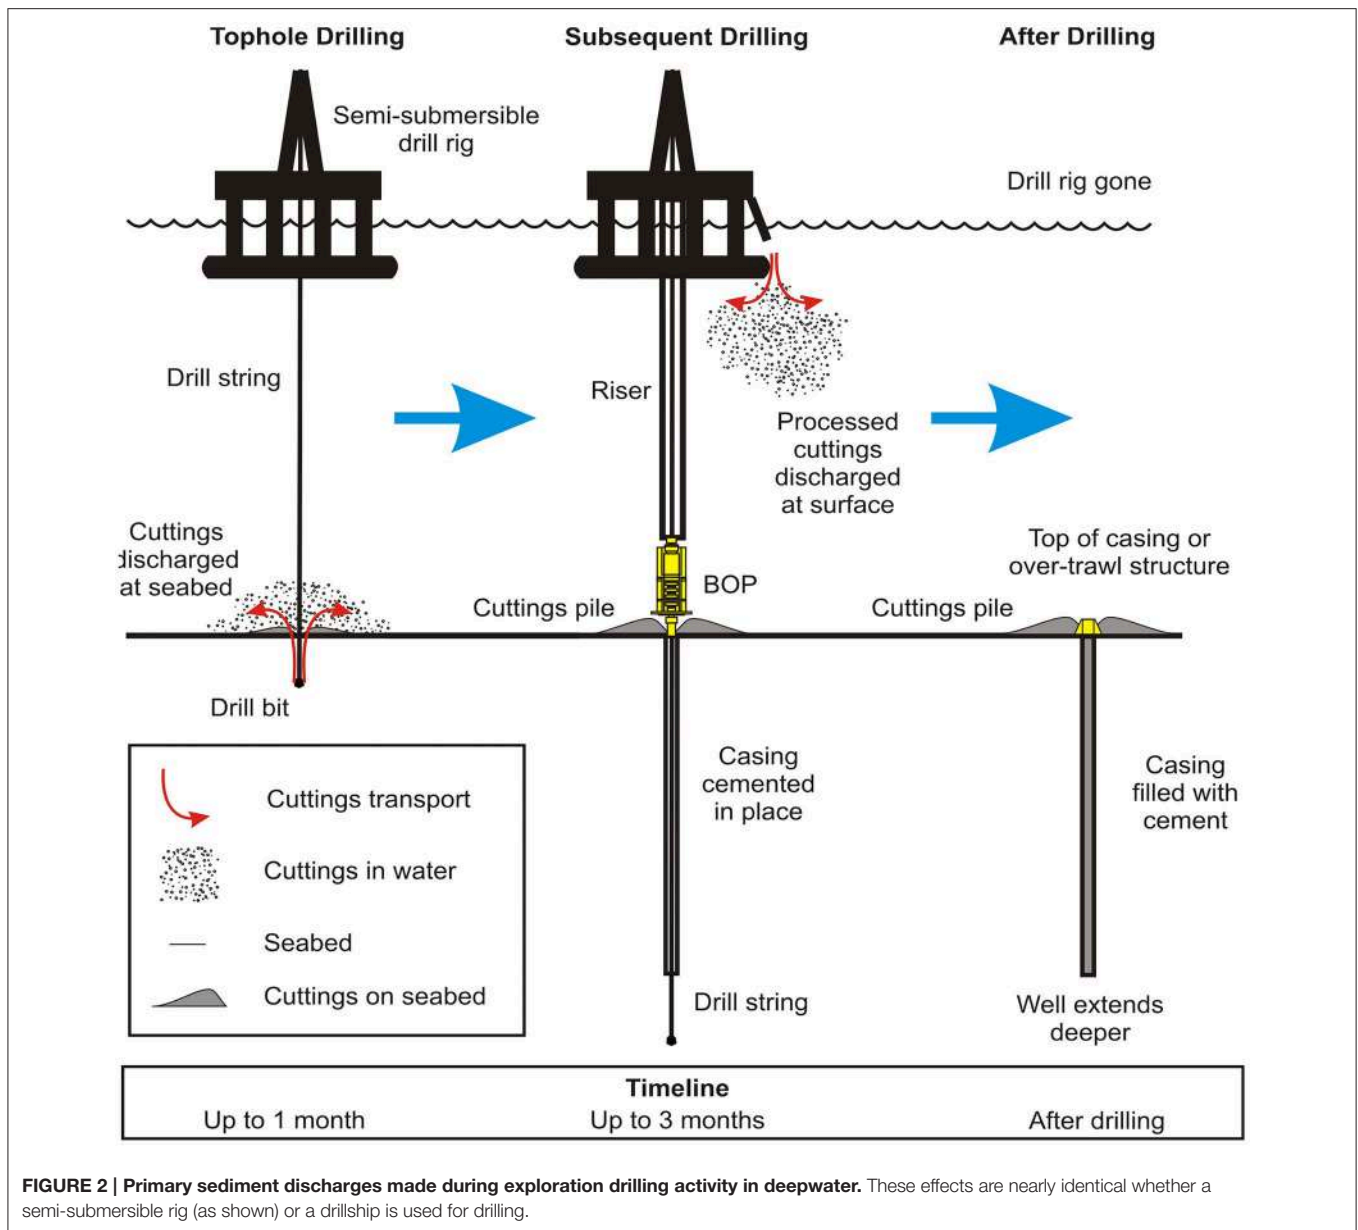 Tophole Drilling
Subsequent Drilling
After Drilling
Semi-submersible
drill rig
Drill rig gone
Drill string
Riser
Processed
cuttings
discharged
at surface
Cuttings
discharged
at seabed
Cuttings pile
BOP
Cuttings pile
Top of casing or
over-trawl structure
Drill bit
Casing
cemented
in place
Casing
filled with
cement
Cuttings transport
Cuttings in water
Seabed
Cuttings on seabed
Drill string
Well extends
deeper
Timeline
Up to 1 month
Up to 3 months
After drilling
FIGURE 2 | Primary sediment discharges made during exploration drilling activity in deepwater. These effects are nearly identical whether a
semi-submersible rig (as shown) or a drillship is used for drilling.